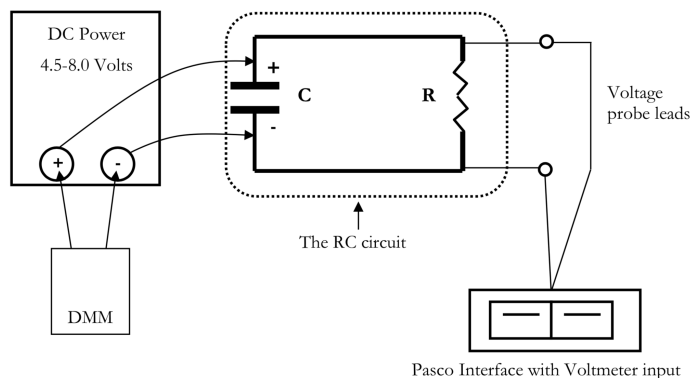 DC Power
4.5-8.0 Volts
+
-
DMM
+
C
-
R
The RC circuit
Voltage
probe leads
Pasco Interface with Voltmeter input